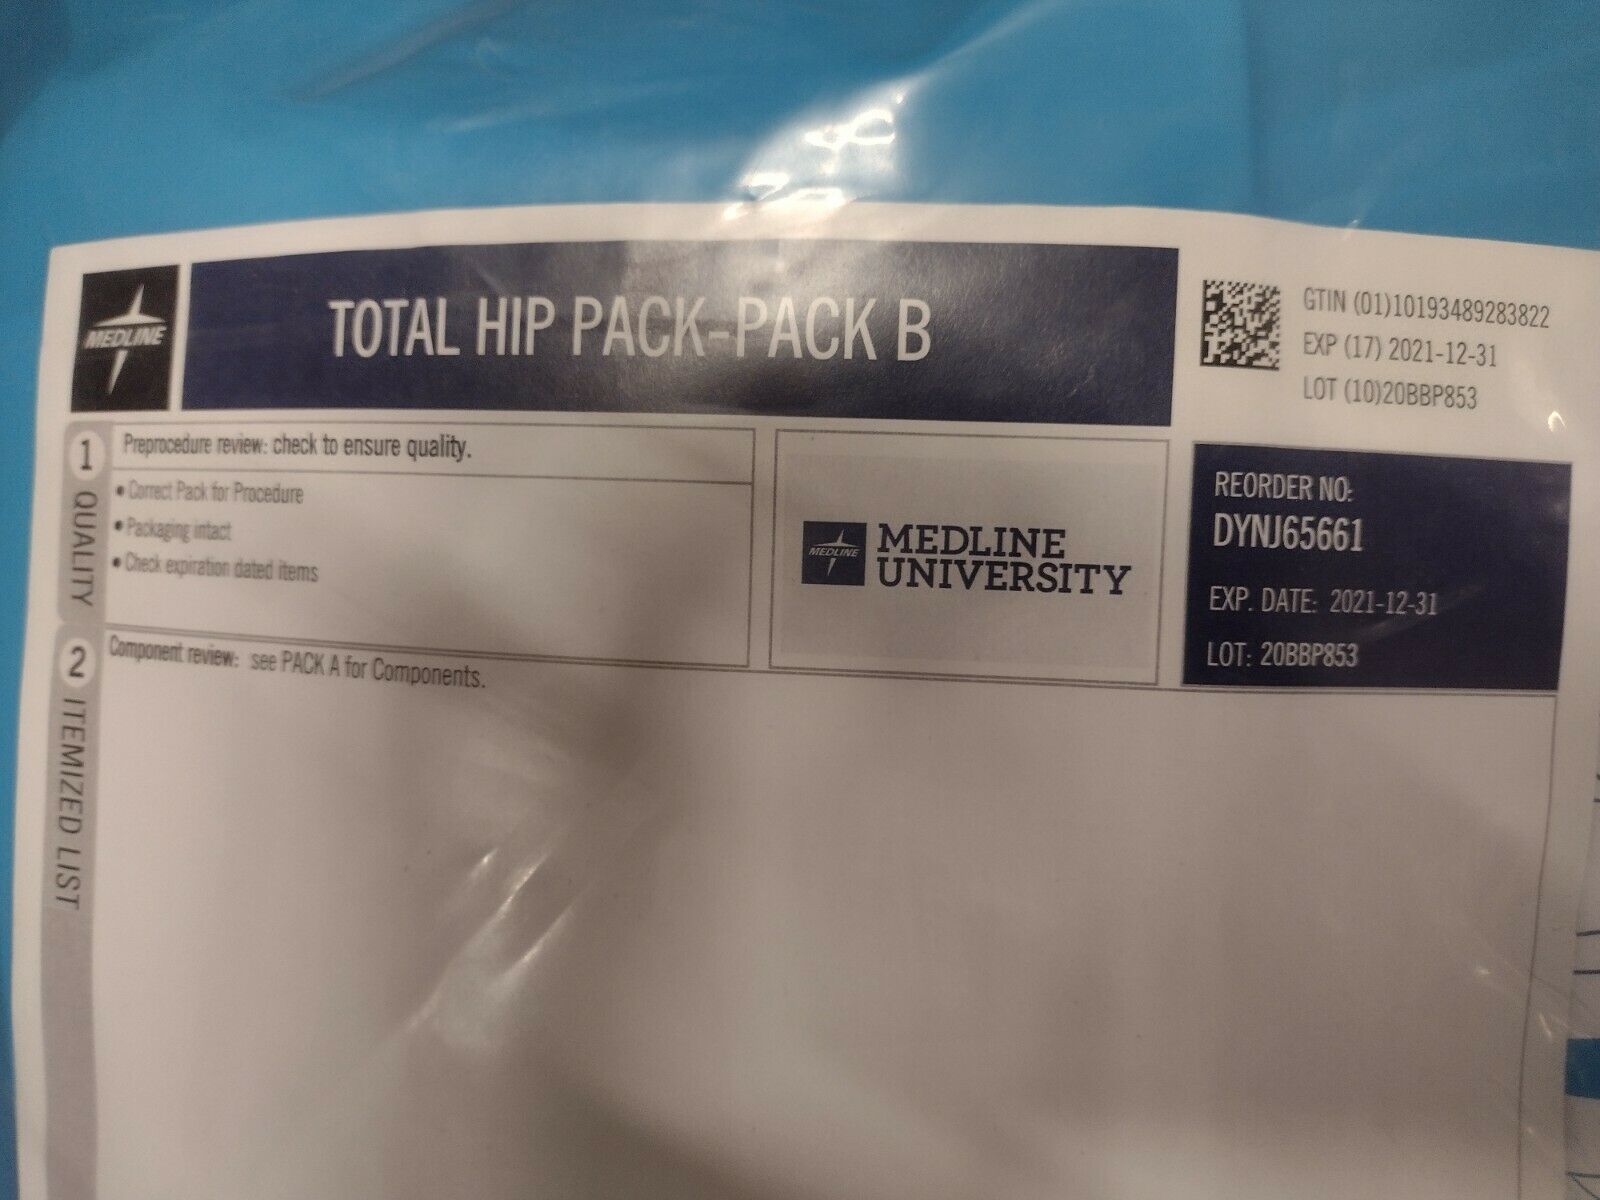 MEDLINE
TOTAL HIP PACK-PACK B
GTIN (01)10193489283822
EXP (17) 2021-12-31
LOT (10)20BBP853
1 QUALITY
Preprocedure review: check to ensure quality.
• Correct Pack for Procedure
• Packaging intact
• Check expiration dated items
MEDLINE
MEDLINE
UNIVERSITY
REORDER NO:
DYNJ65661
EXP. DATE: 2021-12-31
LOT: 20BBP853
2 ITEMIZED LIST
Component review: see PACK A for Components.